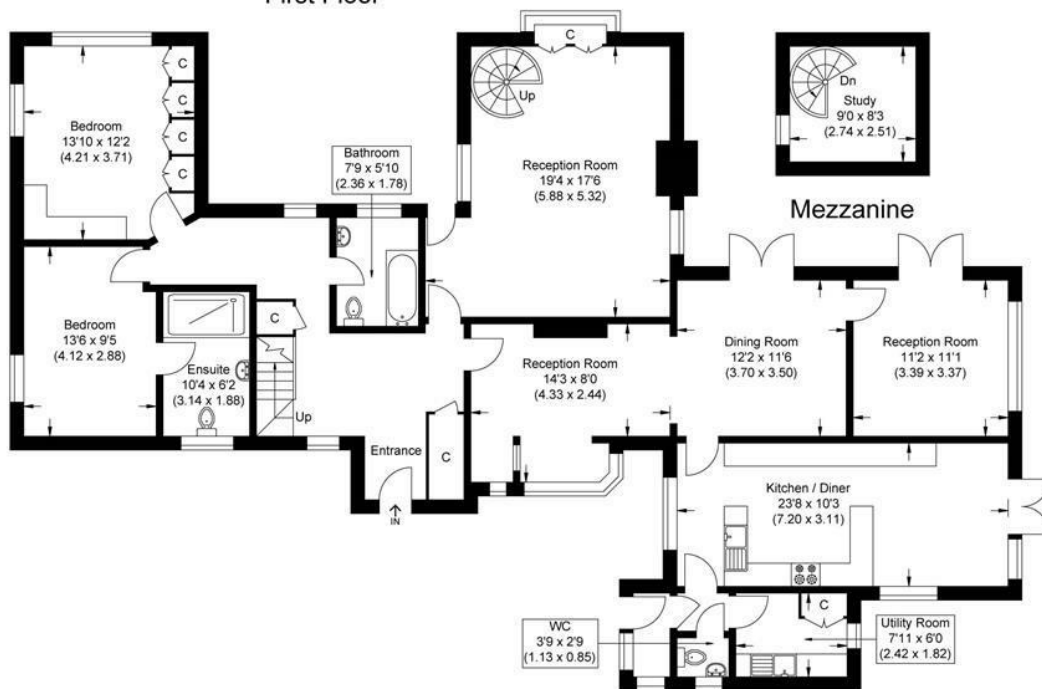 First Floor
C
C
C
C
C
Bedroom
13'10 x 12'2
(4.21 x 3.71)
Bathroom
7'9 x 5'10
(2.36 x 1.78)
Up
Reception Room
19'4 x 17'6
(5.88 x 5.32)
Dn
Study
9'0 x 8'3
(2.74 x 2.51)
Mezzanine
Bedroom
13'6 x 9'5
(4.12 x 2.88)
Ensuite
10'4 x 6'2
(3.14 x 1.88)
C
Up
Entrance
C
IN
Reception Room
14'3 x 8'0
(4.33 x 2.44)
Dining Room
12'2 x 11'6
(3.70 x 3.50)
Reception Room
11'2 x 11'1
(3.39 x 3.37)
Kitchen / Diner
23'8 x 10'3
(7.20 x 3.11)
WC
3'9 x 2'9
(1.13 x 0.85)
C
Utility Room
7'11 x 6'0
(2.42 x 1.82)